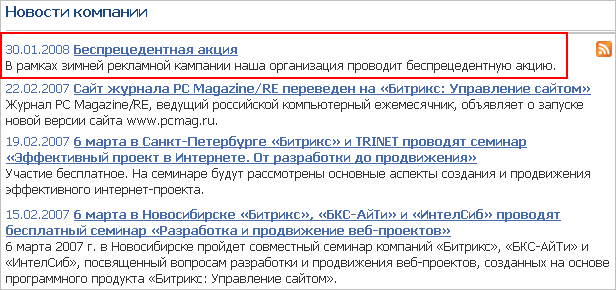 Новости компании
30.01.2008 Беспрецедентная акция
В рамках зимней рекламной кампании наша организация проводит беспрецедентную акцию.
22.02.2007 Сайт журнала PC Magazine/RE переведен на «Битрикс: Управление сайтом»
Журнал PC Magazine/RE, ведущий российский компьютерный ежемесячник, объявляет о запуске
новой версии сайта www.pcmag.ru.
19.02.2007 6 марта в Санкт-Петербурге «Битрикс» и TRINET проводят семинар
«Эффективный проект в Интернете. От разработки до продвижения»
Участие бесплатное. На семинаре будут рассмотрены основные аспекты создания и продвижения
эффективного интернет-проекта.
15.02.2007 6 марта в Новосибирске «Битрикс», «БКС-АйТи» и «ИнтелСиб» проводят
бесплатный семинар «Разработка и продвижение веб-проектов»
6 марта 2007 г. в Новосибирске пройдет совместный семинар компаний «Битрикс», «БКС-АйТи» и
«ИнтелСиб», посвященный вопросам разработки и продвижения веб-проектов, созданных на основе
программного продукта «Битрикс: Управление сайтом».